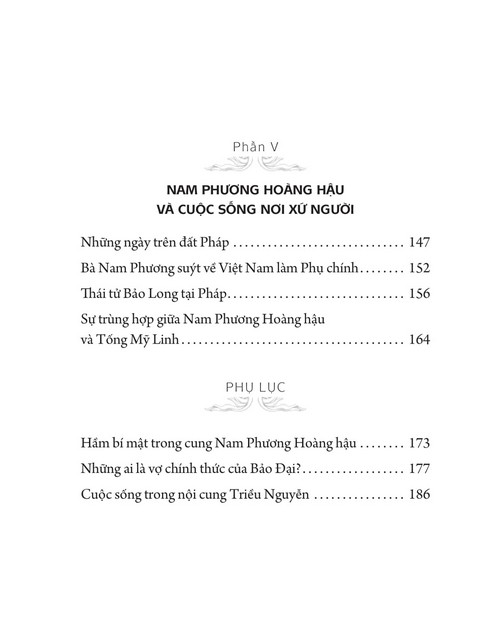 Phần V
NAM PHƯƠNG HOÀNG HẬU
VÀ CUỘC SỐNG NƠI XỨ NGƯỜI
Những ngày trên đất Pháp ................................ 147
Bà Nam Phương suýt về Việt Nam làm Phụ chính........ 152
Thái tử Bảo Long tại Pháp................................. 156
Sự trùng hợp giữa Nam Phương Hoàng hậu
và Tống Mỹ Linh.......................................... 164
PHỤ LỤC
Hầm bí mật trong cung Nam Phương Hoàng hậu ....... 173
Những ai là vợ chính thức của Bảo Đại?................... 177
Cuộc sống trong nội cung Triều Nguyễn ................. 186